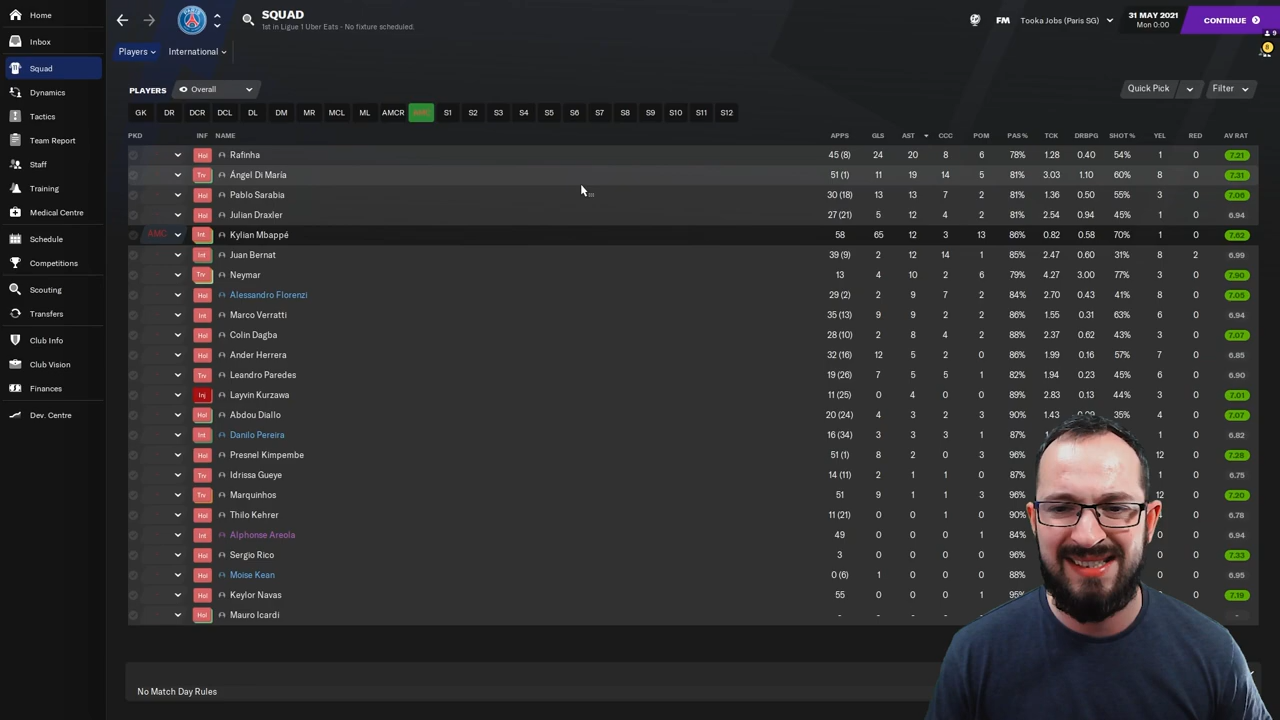 Home
SQUAD
1st in Ligue 1 Uber Eats - No fixture scheduled.
FM
Tooka Jobs (Paris SG)
31 MAY 2021
Mon 0:00
CONTINUE
Inbox
Squad
Dynamics
Tactics
Team Report
Staff
Training
Medical Centre
Schedule
Competitions
Scouting
Transfers
Club Info
Club Vision
Finances
Dev. Centre
Players International
PLAYERS Overall Quick Pick Filter
GK DR DCR DCL DL DM MR MCL ML AMCR S1 S2 S3 S4 S5 S6 S7 S8 S9 S10 S11 S12
PKD INF NAME APPS GLS AST CCC POM PAS% TCK DRBPG SHOT% YEL RED AV RAT
Hol Rafinha 45 (8) 24 20 8 6 78% 1.28 0.40 54% 1 0 7.21
Trv Ángel Di María 51 (1) 11 19 14 5 81% 3.03 1.10 60% 8 0 7.31
Hol Pablo Sarabia 30 (18) 13 13 7 2 81% 1.36 0.50 55% 3 0 7.06
Hol Julian Draxler 27 (21) 5 12 4 2 81% 2.54 0.94 45% 1 0 6.94
AMC Int Kylian Mbappé 58 65 12 3 13 86% 0.82 0.58 70% 1 0 7.62
Int Juan Bernat 39 (9) 2 12 14 1 85% 2.47 0.60 31% 8 2 6.99
Trv Neymar 13 4 10 2 6 79% 4.27 3.00 77% 3 0 7.90
Hol Alessandro Florenzi 29 (2) 2 9 7 2 84% 2.70 0.43 41% 8 0 7.05
Int Marco Verratti 35 (13) 9 9 2 2 86% 1.55 0.31 63% 6 0 6.94
Hol Colin Dagba 28 (10) 2 8 4 2 88% 2.37 0.62 43% 3 0 7.07
Hol Ander Herrera 32 (16) 12 5 2 0 86% 1.99 0.16 57% 7 0 6.85
Trv Leandro Paredes 19 (26) 7 5 5 1 82% 1.94 0.23 45% 6 0 6.90
Inj Layvin Kurzawa 11 (25) 0 4 0 0 89% 2.83 0.13 44% 3 0 7.01
Hol Abdou Diallo 20 (24) 4 3 2 3 90% 1.43 35% 4 0 7.07
Int Danilo Pereira 16 (34) 3 3 3 1 87% 1 0 6.82
Hol Presnel Kimpembe 51 (1) 8 2 0 3 96% 12 0 7.28
Trv Idrissa Gueye 14 (11) 2 1 1 0 87% 0 6.75
Trv Marquinhos 51 9 1 1 3 96% 12 0 7.20
Hol Thilo Kehrer 11 (21) 0 0 1 0 90% 0 6.78
Int Alphonse Areola 49 0 0 0 1 84% 0 0 6.94
Hol Sergio Rico 3 0 0 0 0 96% 0 0 7.33
Hol Moise Kean 0 (6) 1 0 0 0 88% 0 0 6.95
Hol Keylor Navas 55 0 0 0 1 95% 0 7.19
Hol Mauro Icardi - - - - - - - -
No Match Day Rules